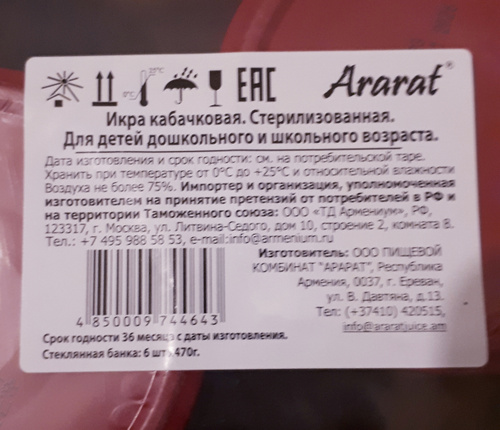 0°C 25°C EAC Ararat®
Икра кабачковая. Стерилизованная.
Для детей дошкольного и школьного возраста.
Дата изготовления и срок годности: см. на потребительской таре.
Хранить при температуре от 0°С до +25°С и относительной влажности
Воздуха не более 75%. Импортер и организация, уполномоченная
изготовителем на принятие претензий от потребителей в РФ и
на территории Таможенного союза: ООО «ТД Армениум», РФ,
123317, г. Москва, ул. Литвина-Седого, дом 10, строение 2, комната 8.
Тел.: +7 495 988 58 53, e-mail:info@armenium.ru
Изготовитель: ООО ПИЩЕВОЙ
КОМБИНАТ "АРАРАТ", Республика
Армения, 0037, г. Ереван,
ул. В. Давтяна, д.13.
Тел: (+37410) 420515,
info@araratjuice.am
4 850009 744643
Срок годности 36 месяца с даты изготовления.
Стеклянная банка: 6 шт.470г.